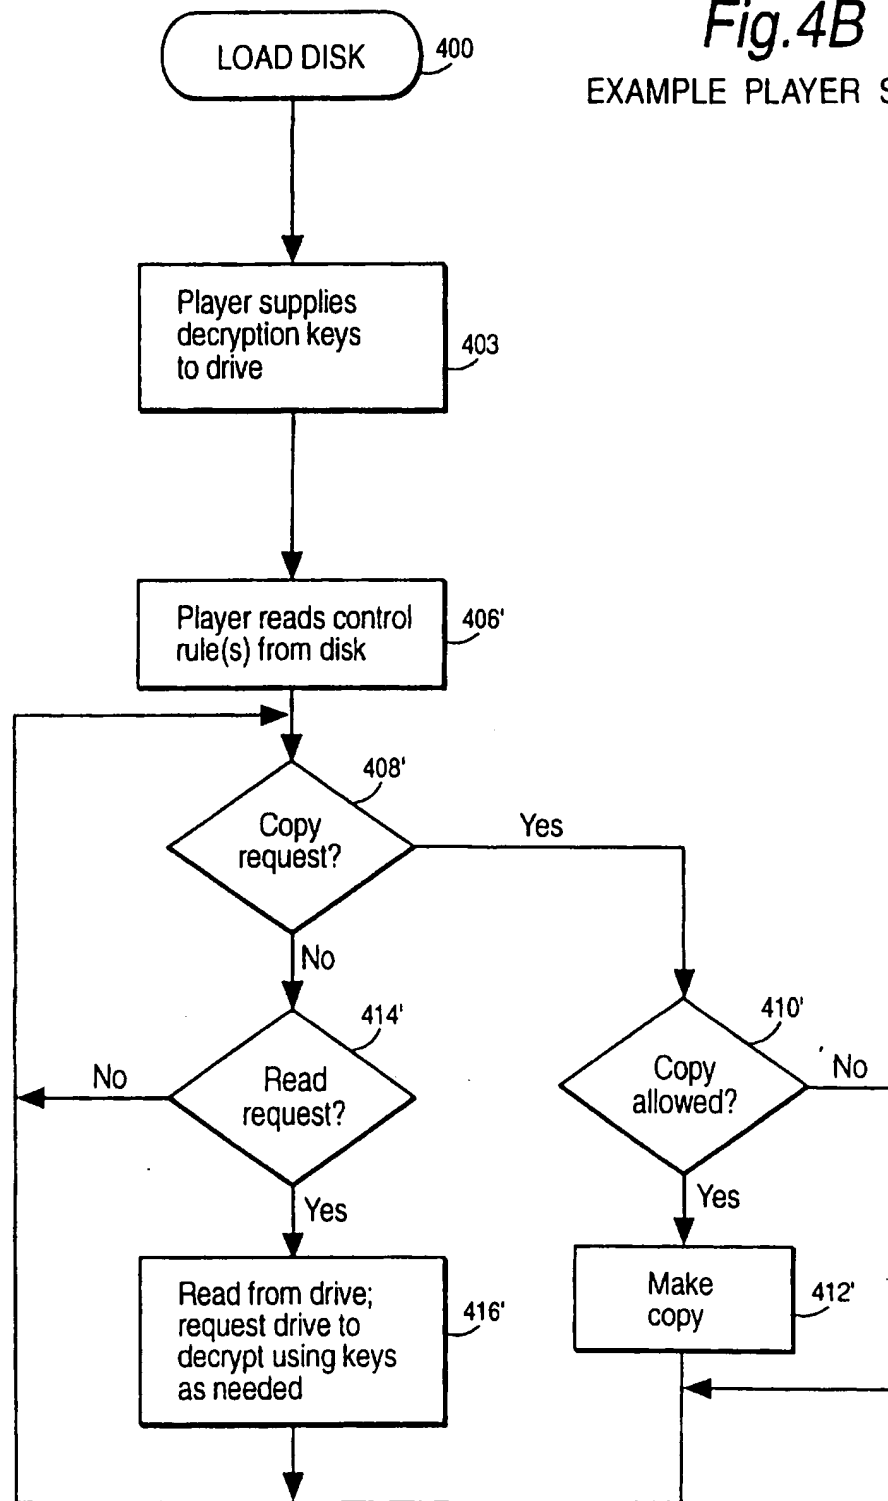 Fig.4B
EXAMPLE PLAYER
LOAD DISK
400
Player supplies
decryption keys
to drive
403
Player reads control
rule(s) from disk
406'
408'
Copy
request?
Yes
No
414'
Read
request?
No
Yes
410'
Copy
allowed?
No
Yes
Read from drive;
request drive to
decrypt using keys
as needed
416'
Make
copy
412'